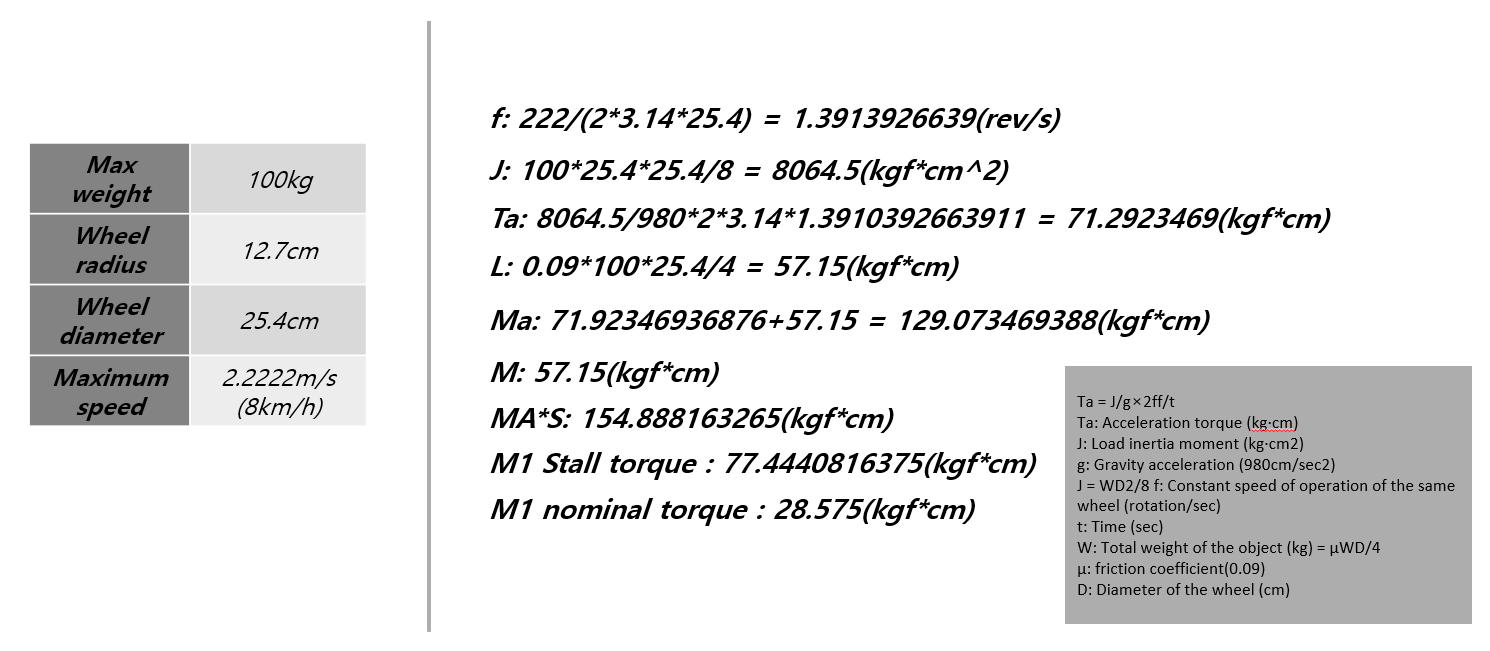 Max
weight
100kg
Wheel
radius
12.7cm
Wheel
diameter
25.4cm
Maximum
speed
2.2222m/s
(8km/h)
f: 222/(2*3.14*25.4) = 1.3913926639(rev/s)
J: 100*25.4*25.4/8 = 8064.5(kgf*cm^2)
Ta: 8064.5/980*2*3.14*1.3910392663911 = 71.2923469(kgf*cm)
L: 0.09*100*25.4/4 = 57.15(kgf*cm)
Ma: 71.92346936876+57.15 = 129.073469388(kgf*cm)
M: 57.15(kgf*cm)
MA*S: 154.888163265(kgf*cm)
M1 Stall torque : 77.4440816375(kgf*cm)
M1 nominal torque : 28.575(kgf*cm)
Ta = J/g×2ff/t
Ta: Acceleration torque (kg·cm)
J: Load inertia moment (kg·cm2)
g: Gravity acceleration (980cm/sec2)
J = WD2/8 f: Constant speed of operation of the same
wheel (rotation/sec)
t: Time (sec)
W: Total weight of the object (kg) = μWD/4
μ: friction coefficient(0.09)
D: Diameter of the wheel (cm)